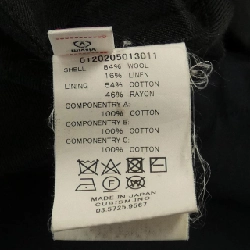 0120205013011
SHELL 84% WOOL
16% LINEN
LINING 54% COTTON
46% RAYON
COMPONENTRY A:
100% COTTON
COMPONENTRY B:
100% COTTON
COMPONENTRY C:
100% COTTON
MADE IN JAPAN